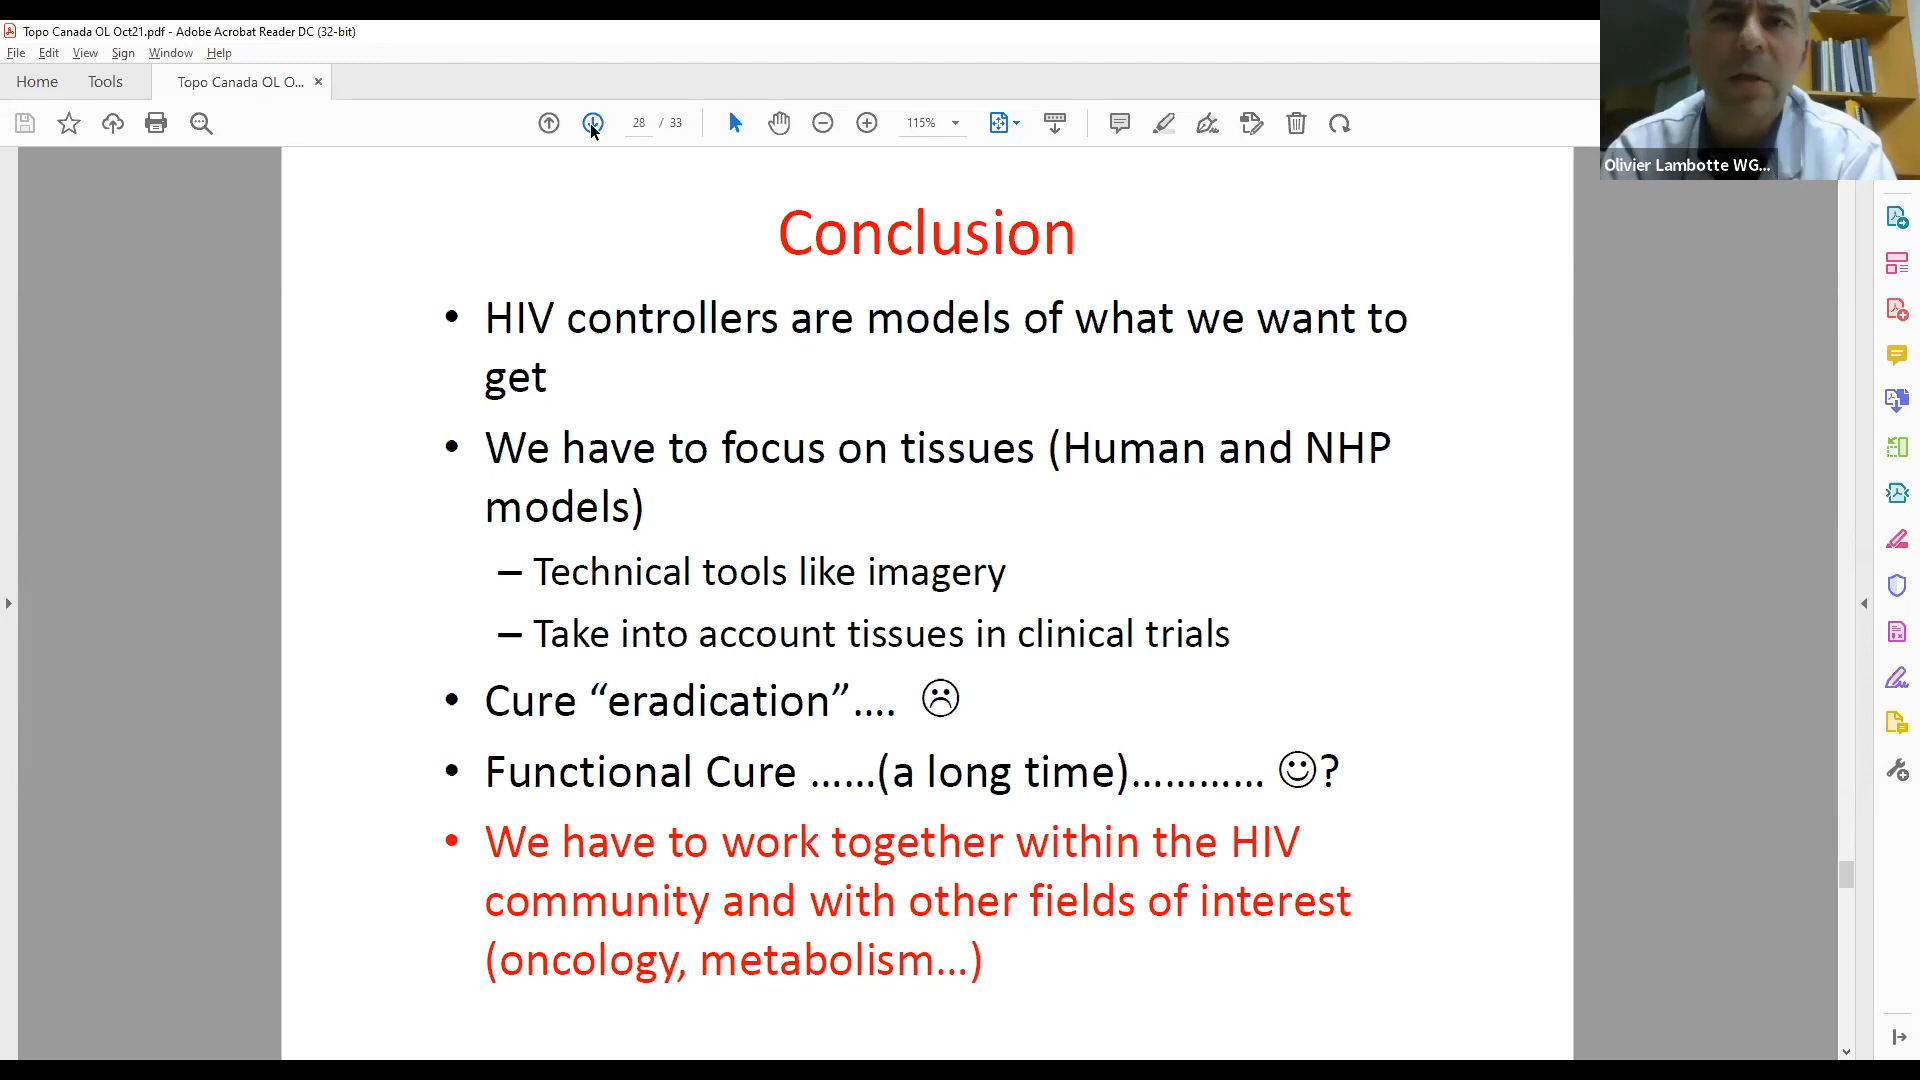 Topo Canada OL Oct21.pdf - Adobe Acrobat Reader DC (32-bit)
File Edit View Sign Window Help
Home Tools Topo Canada OL O... ×
28 / 33 115%
Olivier Lambotte WG...
Conclusion
• HIV controllers are models of what we want to
get
• We have to focus on tissues (Human and NHP
models)
– Technical tools like imagery
– Take into account tissues in clinical trials
• Cure “eradication”.... ☹
• Functional Cure ......(a long time)............ ☺?
• We have to work together within the HIV
community and with other fields of interest
(oncology, metabolism...)